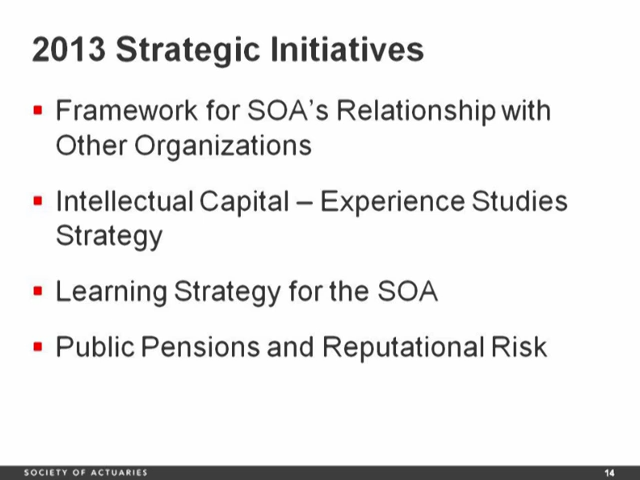 2013 Strategic Initiatives
Framework for SOA's Relationship with
Other Organizations
Intellectual Capital – Experience Studies
Strategy
Learning Strategy for the SOA
Public Pensions and Reputational Risk
SOCIETY OF ACTUARIES
14